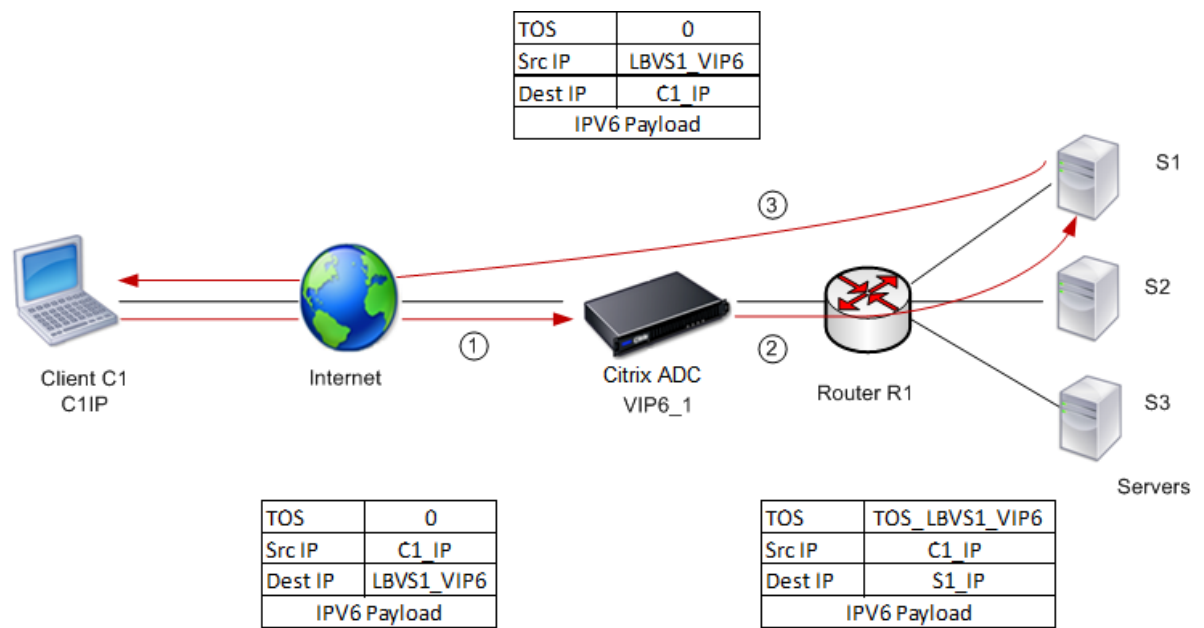 TOS 0
Src IP LBVS1_VIP6
Dest IP C1_IP
IPV6 Payload
S1
3
S2
1
2
Client C1
C1IP
Internet
Citrix ADC
VIP6_1
Router R1
S3
Servers
TOS 0
Src IP C1_IP
Dest IP LBVS1_VIP6
IPV6 Payload
TOS TOS_LBVS1_VIP6
Src IP C1_IP
Dest IP S1_IP
IPV6 Payload